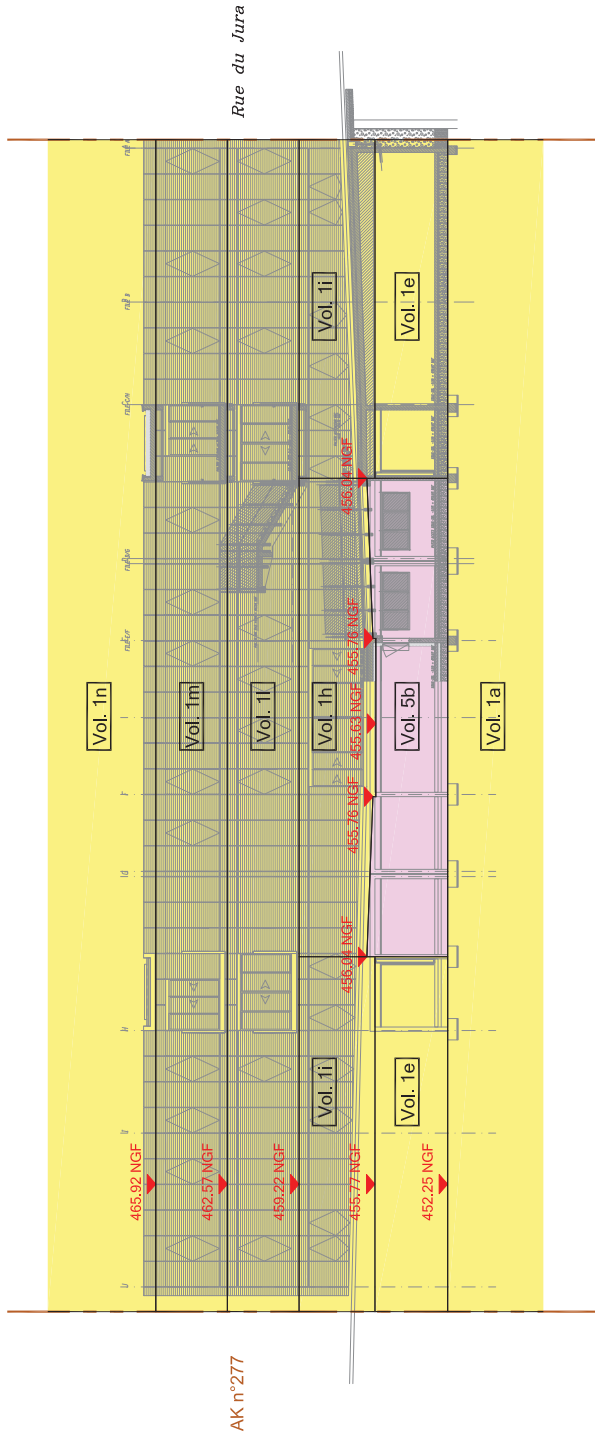 Rue du Jura
Vol. 1n
Vol. 1m
Vol. 1l
Vol. 1h
Vol. 1i
Vol. 1i
Vol. 1e
Vol. 5b
Vol. 1e
Vol. 1a
465.92 NGF
462.57 NGF
459.22 NGF
455.77 NGF
452.25 NGF
456.04 NGF
455.76 NGF
455.63 NGF
455.76 NGF
456.04 NGF
AK n°277